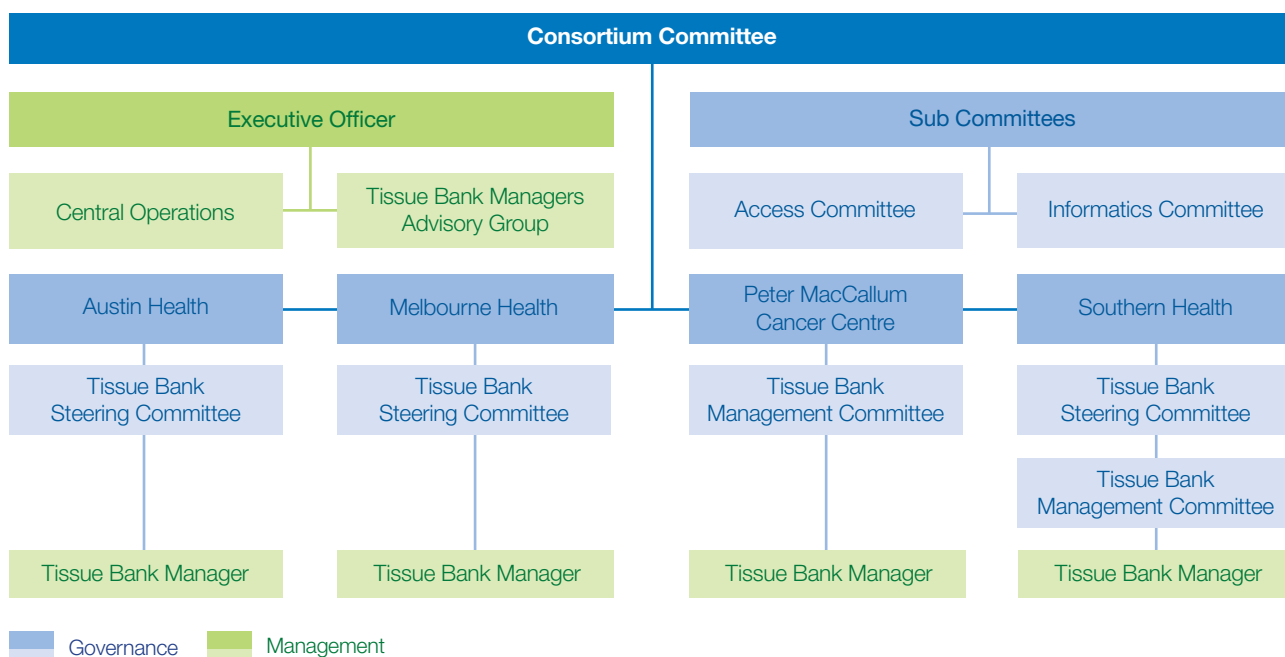 Consortium Committee
Executive Officer
Sub Committees
Central Operations
Tissue Bank Managers
Advisory Group
Access Committee
Informatics Committee
Austin Health
Melbourne Health
Peter MacCallum
Cancer Centre
Southern Health
Tissue Bank
Steering Committee
Tissue Bank
Steering Committee
Tissue Bank
Management Committee
Tissue Bank
Steering Committee
Tissue Bank
Management Committee
Tissue Bank Manager
Tissue Bank Manager
Tissue Bank Manager
Tissue Bank Manager
Governance
Management